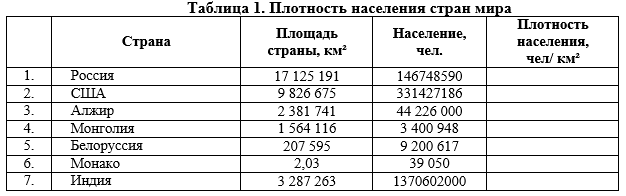 Таблица 1. Плотность населения стран мира
Страна Площадь страны, км² Население, чел. Плотность населения, чел/ км²
1. Россия 17 125 191 146748590
2. США 9 826 675 331427186
3. Алжир 2 381 741 44 226 000
4. Монголия 1 564 116 3 400 948
5. Белоруссия 207 595 9 200 617
6. Монако 2,03 39 050
7. Индия 3 287 263 1370602000